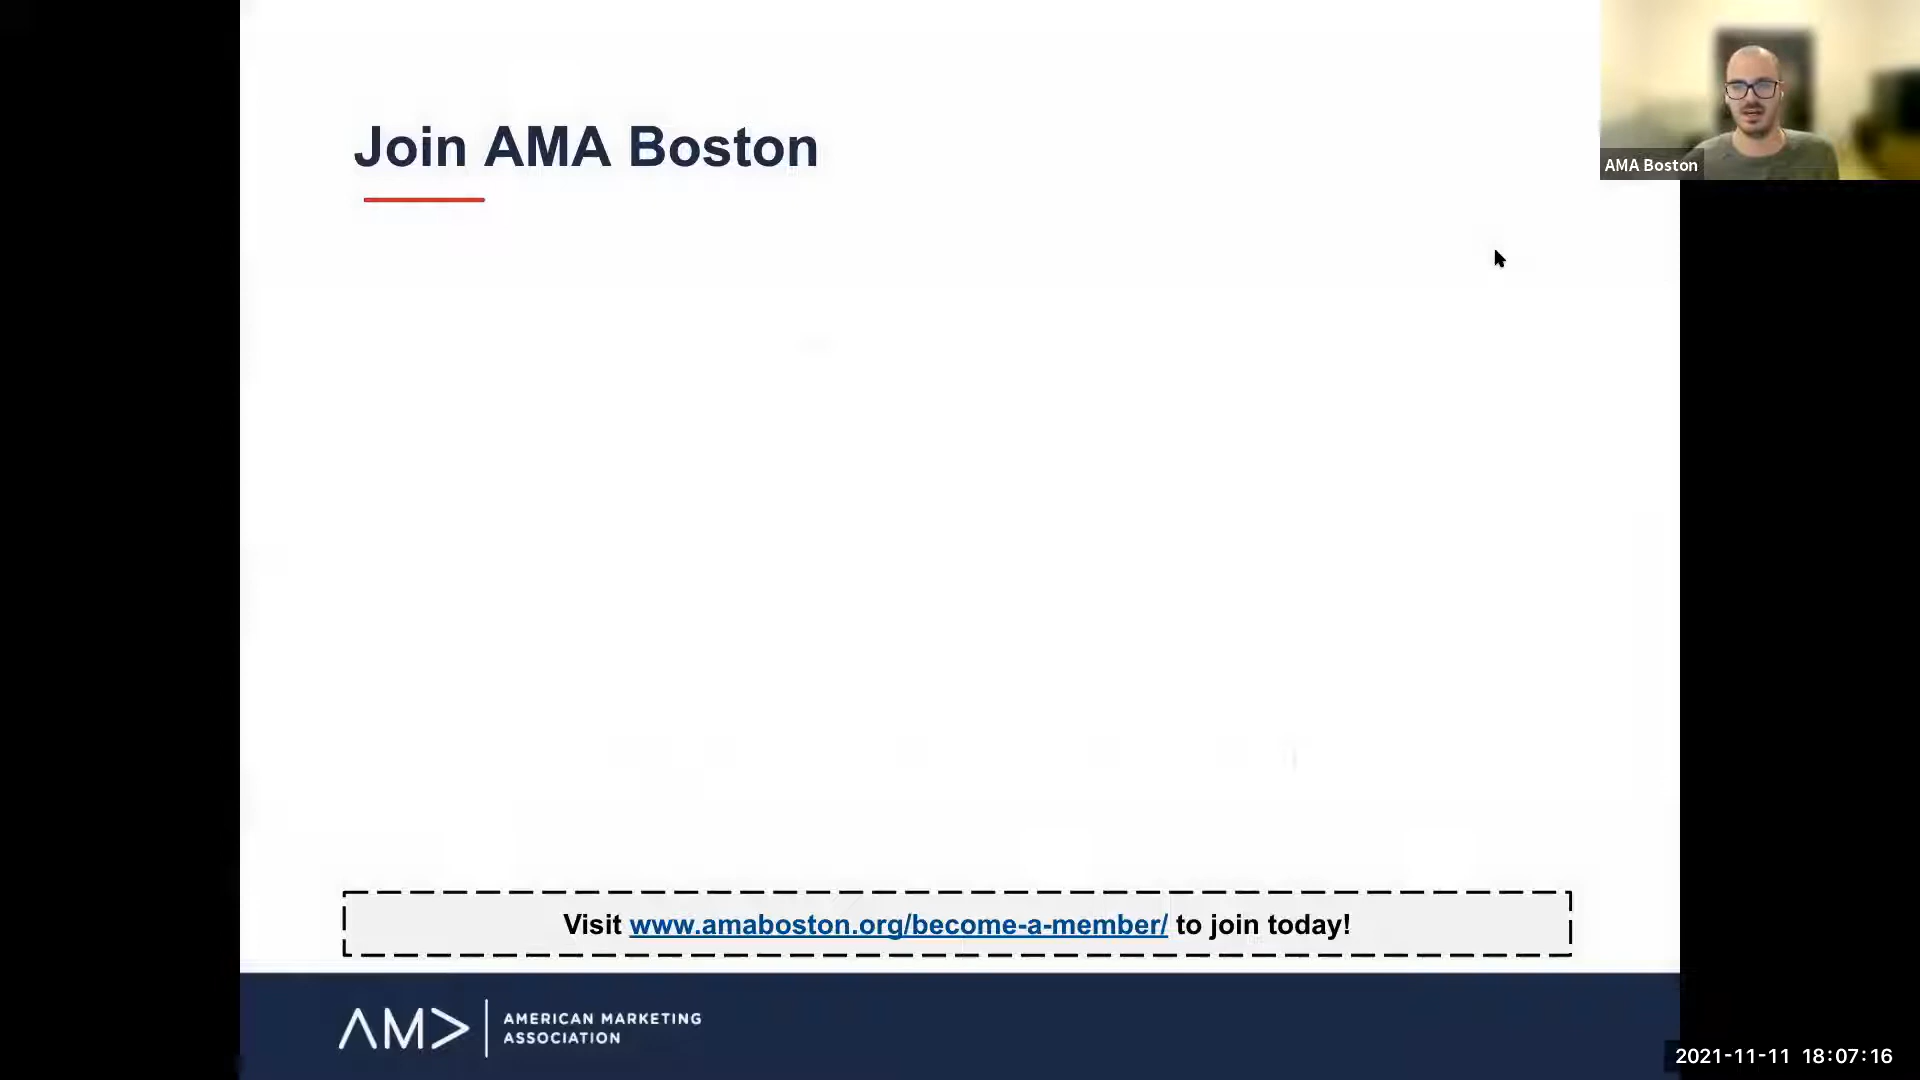 Join AMA Boston
AMA Boston
Visit www.amaboston.org/become-a-member/ to join today!
AMA
AMERICAN MARKETING
ASSOCIATION
2021-11-11 18:07:16